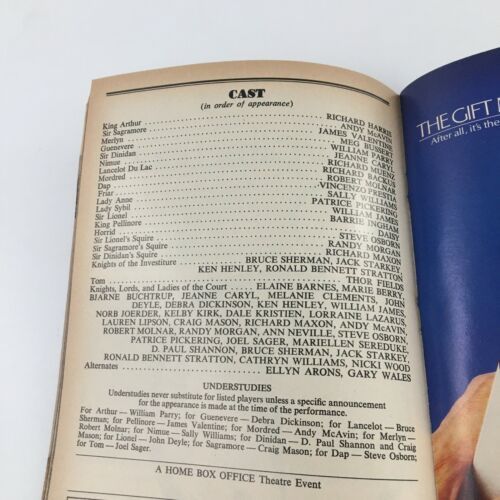 CAST
(in order of appearance)
King Arthur RICHARD HARRIS
Sir Sagramore ANDY McAVIN
Merlyn JAMES VALENTINE
Guenevere MEG BUSSERT
Sir Dinidan WILLIAM PARRY
Nimue JEANNE CARYL
Lancelot Du Lac RICHARD MUENZ
Mordred RICHARD BACKUS
Dap ROBERT MOLNAR
Friar VINCENZO PRESTIA
Lady Anne SALLY WILLIAMS
Lady Sybil PATRICE PICKERING
Sir Lionel WILLIAM JAMES
King Pellinore BARRIE INGHAM
Horrid DAISY
Sir Lionel's Squire STEVE OSBORN
Sir Sagramore's Squire RANDY MORGAN
Sir Dinidan's Squire RICHARD MAXON
Knights of the Investiture BRUCE SHERMAN, JACK STARKEY,
KEN HENLEY, RONALD BENNETT STRATTON
Tom THOR FIELDS
Knights, Lords, and Ladies of the Court . . ELAINE BARNES, MARIE BERRY,
BJARNE BUCHTRUP, JEANNE CARYL, MELANIE CLEMENTS, JOHN
DEYLE, DEBRA DICKINSON, KEN HENLEY, WILLIAM JAMES,
NORB JOERDER, KELBY KIRK, DALE KRISTIEN, LORRAINE LAZARUS,
LAUREN LIPSON, CRAIG MASON, RICHARD MAXON, ANDY McAVIN,
ROBERT MOLNAR, RANDY MORGAN, ANN NEVILLE, STEVE OSBORN,
PATRICE PICKERING, JOEL SAGER, MARIELLEN SEREDUKE,
D. PAUL SHANNON, BRUCE SHERMAN, JACK STARKEY,
RONALD BENNETT STRATTON, CATHRYN WILLIAMS, NICKI WOOD
Alternates ELLYN ARONS, GARY WALES
UNDERSTUDIES
Understudies never substitute for listed players unless a specific announcement
for the appearance is made at the time of the performance.
For Arthur — William Parry; for Guenevere — Debra Dickinson; for Lancelot — Bruce
Sherman; for Pellinore — James Valentine; for Mordred — Andy McAvin; for Merlyn —
Robert Molnar; for Nimue — Sally Williams; for Dinidan — D. Paul Shannon and Craig
Mason; for Lionel — John Deyle; for Sagramore — Craig Mason; for Dap — Steve Osborn;
for Tom — Joel Sager.
A HOME BOX OFFICE Theatre Event
THE GIFT
After all, it's the